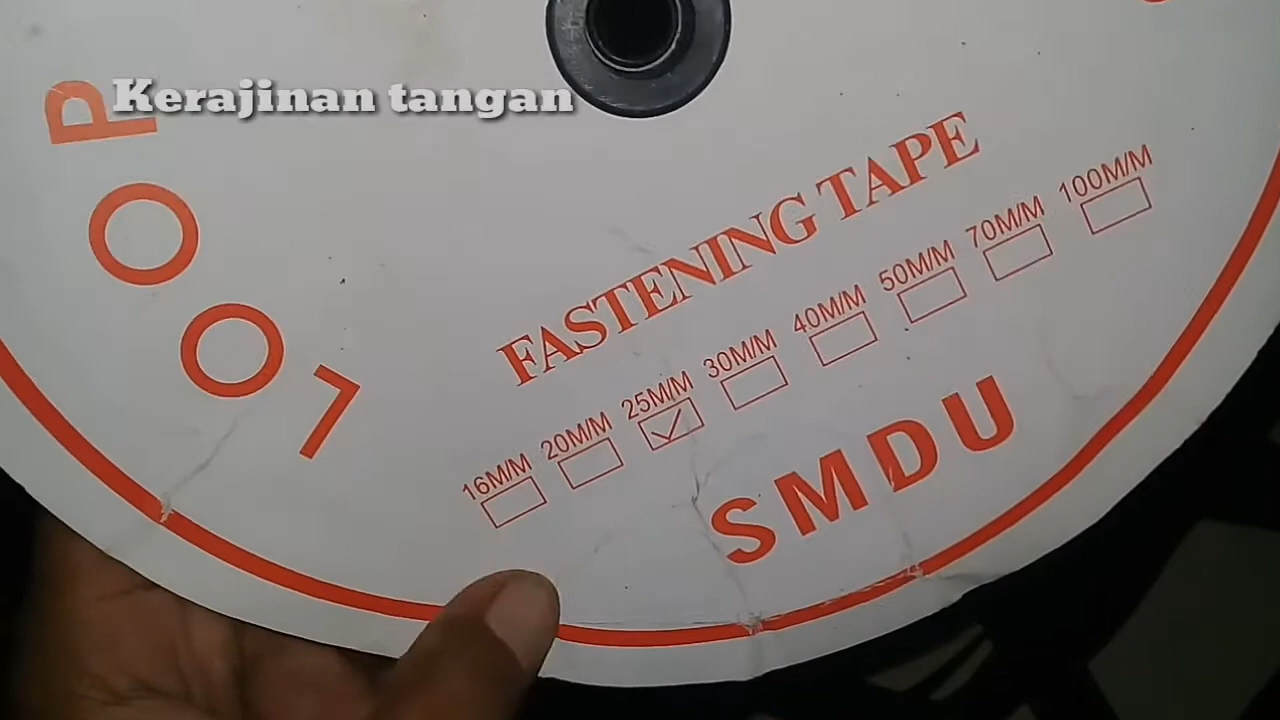 Kerajinan tangan
LOOP
FASTENING TAPE
16M/M 20M/M 25M/M 30M/M 40M/M 50M/M 70M/M 100M/M
SMDU